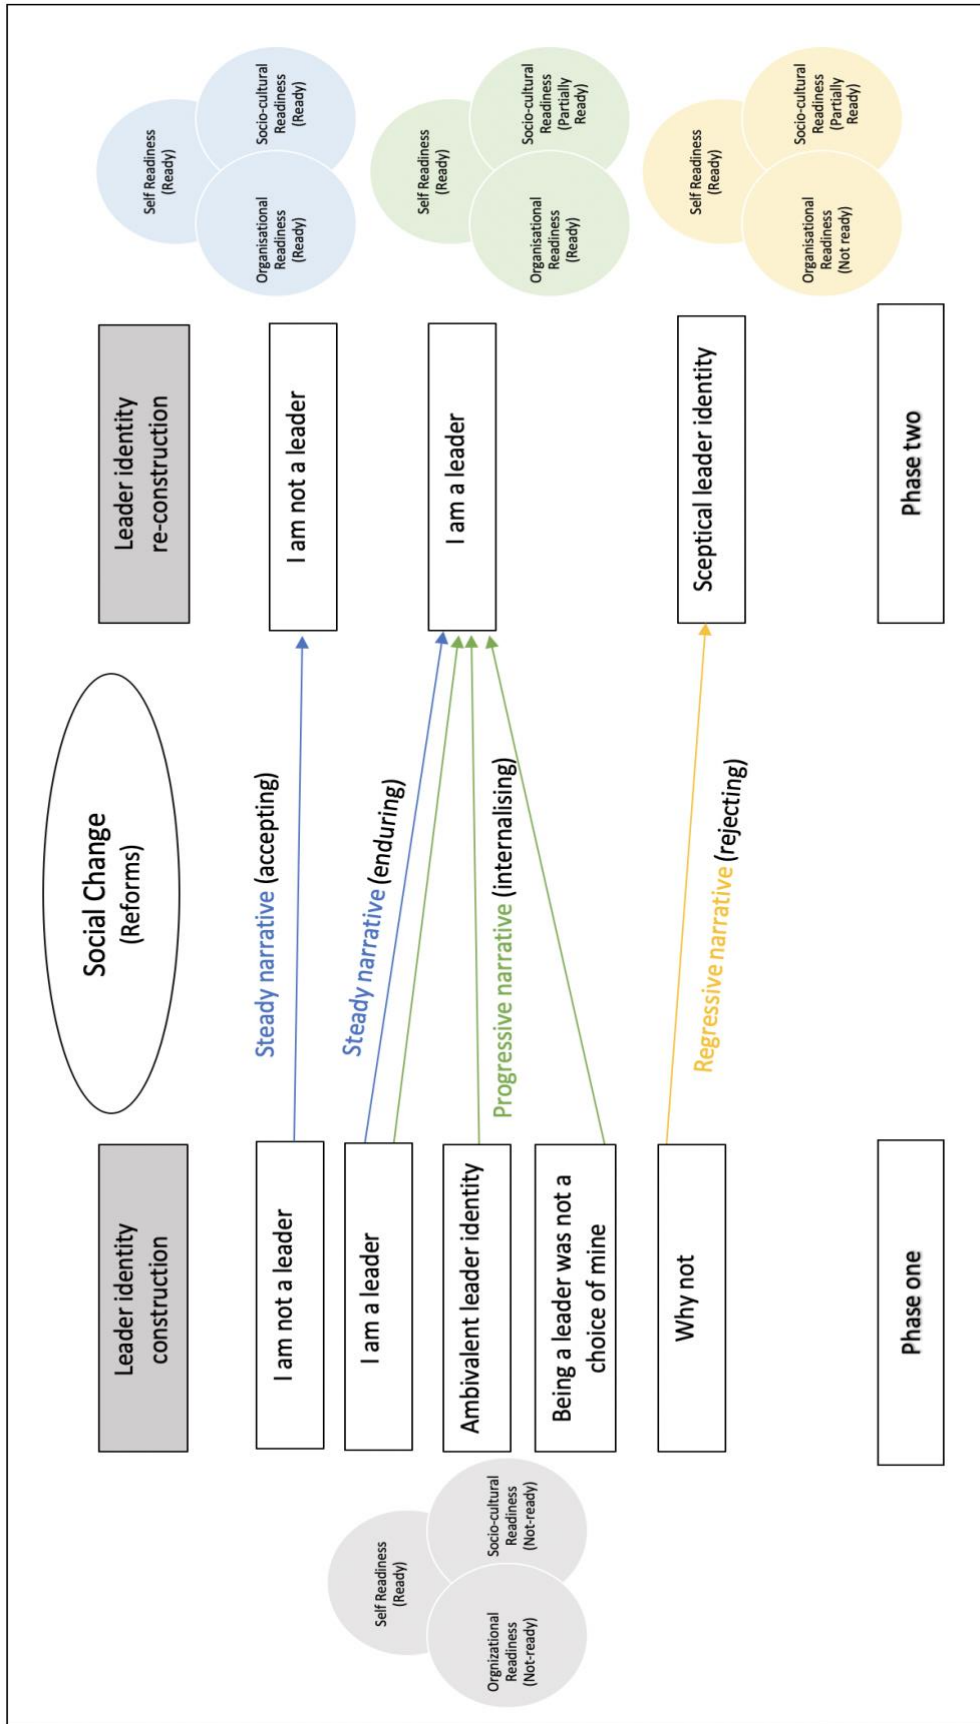 Social Change
(Reforms)
Leader identity
construction
Leader identity
re-construction
Self Readiness
(Ready)
Orgnizational
Readiness
(Not-ready)
Socio-cultural
Readiness
(Not-ready)
I am not a leader
I am a leader
Ambivalent leader identity
Being a leader was not a
choice of mine
Why not
Phase one
Steady narrative (accepting)
Steady narrative (enduring)
Progressive narrative (internalising)
Regressive narrative (rejecting)
I am not a leader
I am a leader
Sceptical leader identity
Phase two
Self Readiness
(Ready)
Organisational
Readiness
(Ready)
Socio-cultural
Readiness
(Ready)
Self Readiness
(Ready)
Organisational
Readiness
(Ready)
Socio-cultural
Readiness
(Partially
Ready)
Self Readiness
(Ready)
Organisational
Readiness
(Not ready)
Socio-cultural
Readiness
(Partially
Ready)